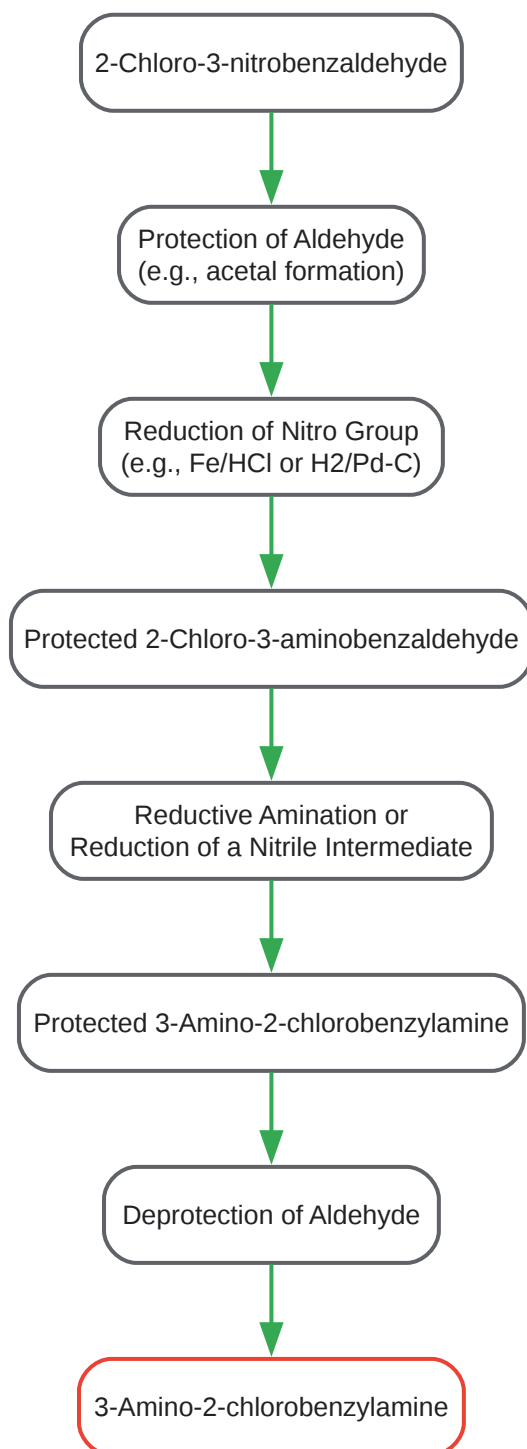 2-Chloro-3-nitrobenzaldehyde
Protection of Aldehyde
(e.g., acetal formation)
Reduction of Nitro Group
(e.g., Fe/HCl or H2/Pd-C)
Protected 2-Chloro-3-aminobenzaldehyde
Reductive Amination or
Reduction of a Nitrile Intermediate
Protected 3-Amino-2-chlorobenzylamine
Deprotection of Aldehyde
3-Amino-2-chlorobenzylamine